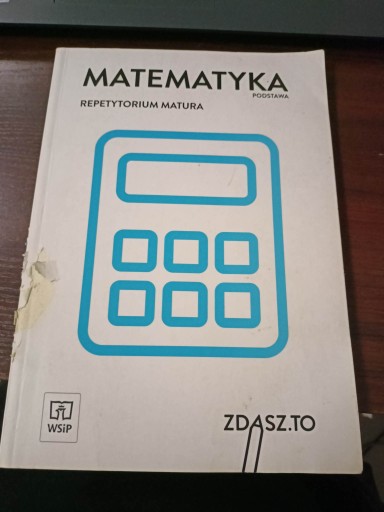 MATEMATYKA
PODSTAWA
REPETYTORIUM MATURA
WSiP
ZDASZ.TO